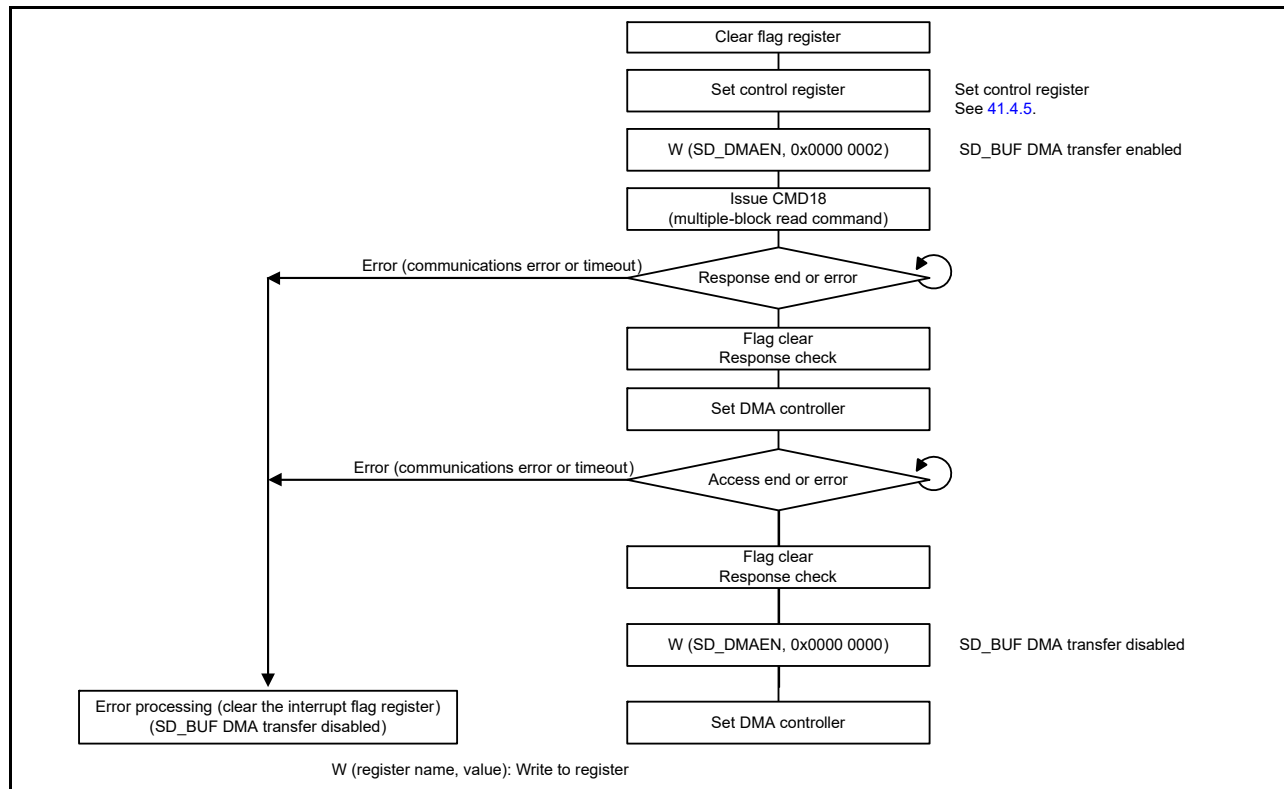 Clear flag register
Set control register
Set control register
See 41.4.5.
W (SD_DMAEN, 0x0000 0002)
SD_BUF DMA transfer enabled
Issue CMD18
(multiple-block read command)
Error (communications error or timeout)
Response end or error
Flag clear
Response check
Set DMA controller
Error (communications error or timeout)
Access end or error
Flag clear
Response check
W (SD_DMAEN, 0x0000 0000)
SD_BUF DMA transfer disabled
Error processing (clear the interrupt flag register)
(SD_BUF DMA transfer disabled)
Set DMA controller
W (register name, value): Write to register